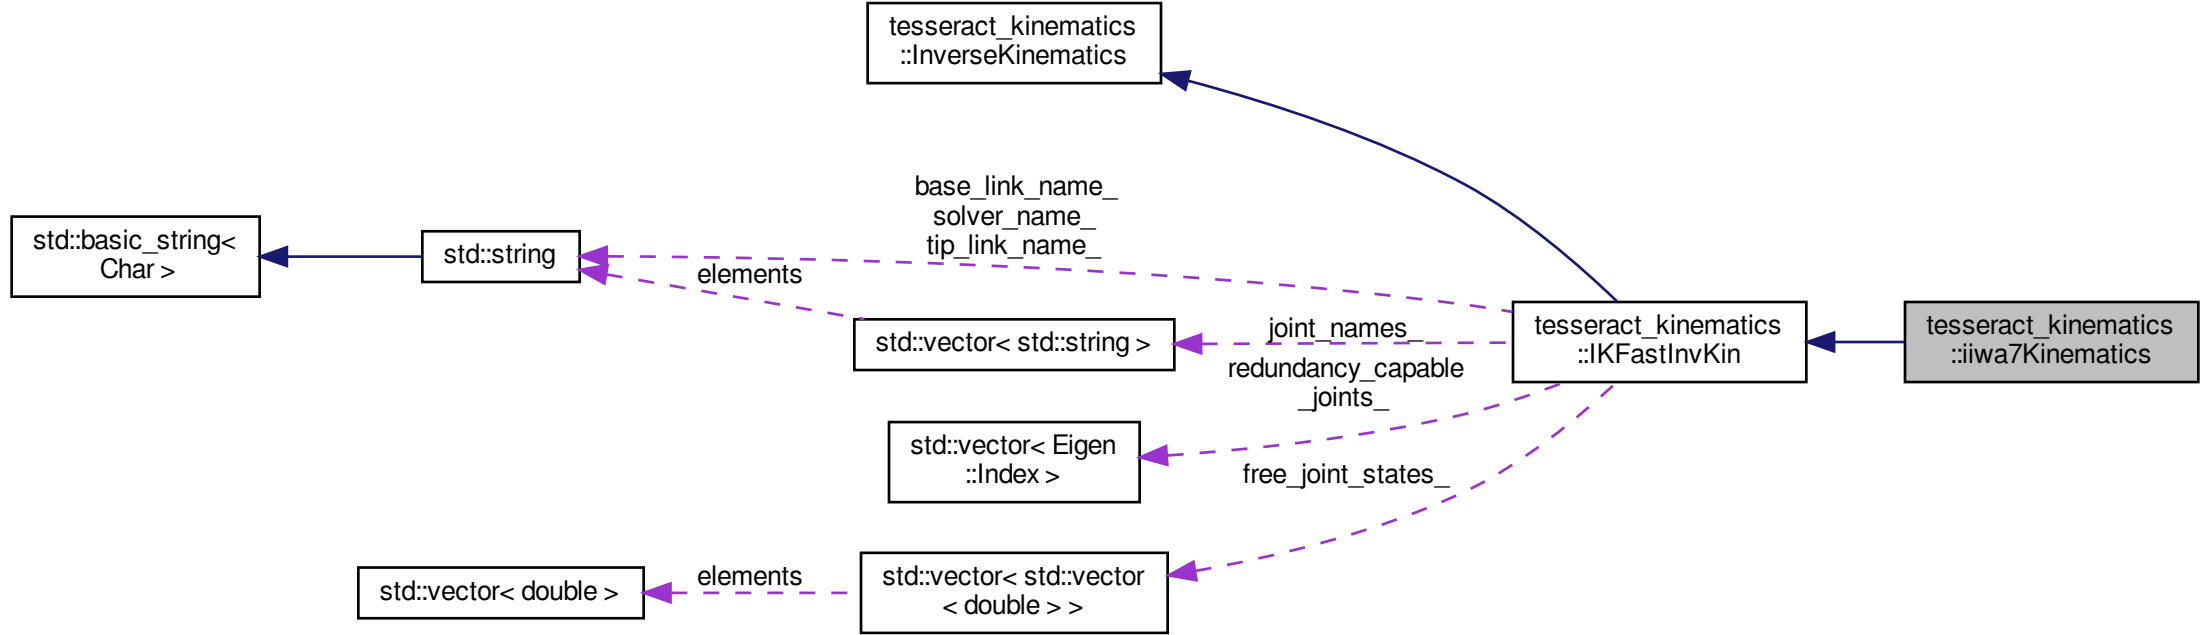 tesseract_kinematics
::InverseKinematics
base_link_name_
solver_name_
tip_link_name_
std::basic_string<
Char >
std::string
elements
std::vector< std::string >
joint_names_
tesseract_kinematics
::IKFastInvKin
tesseract_kinematics
::iiwa7Kinematics
redundancy_capable
_joints_
std::vector< Eigen
::Index >
free_joint_states_
std::vector< double >
elements
std::vector< std::vector
< double > >